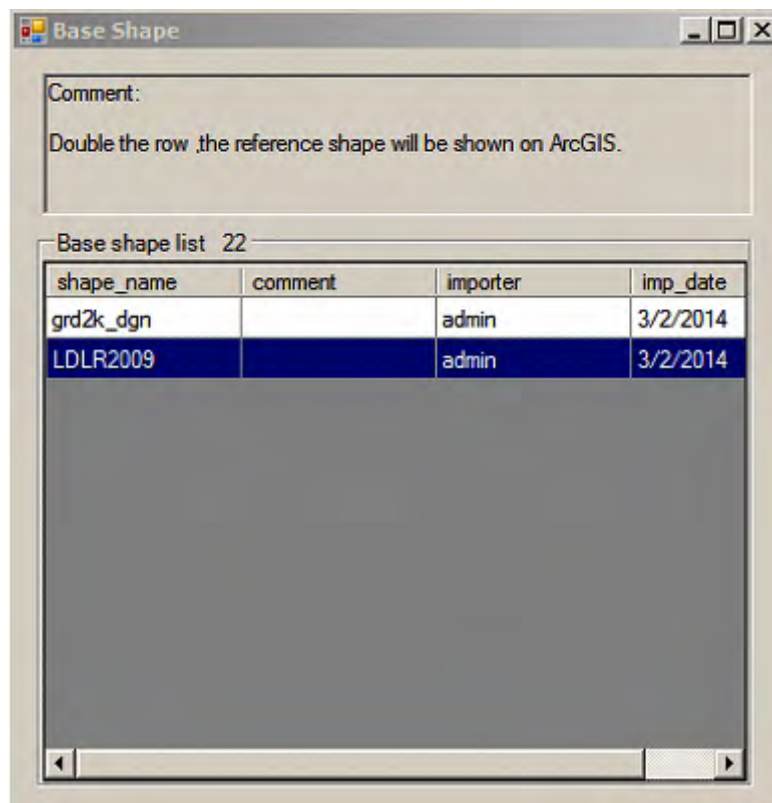 Base Shape
Comment:
Double the row ,the reference shape will be shown on ArcGIS.
Base shape list 22
shape_name comment importer imp_date
grd2k_dgn admin 3/2/2014
LDLR2009 admin 3/2/2014